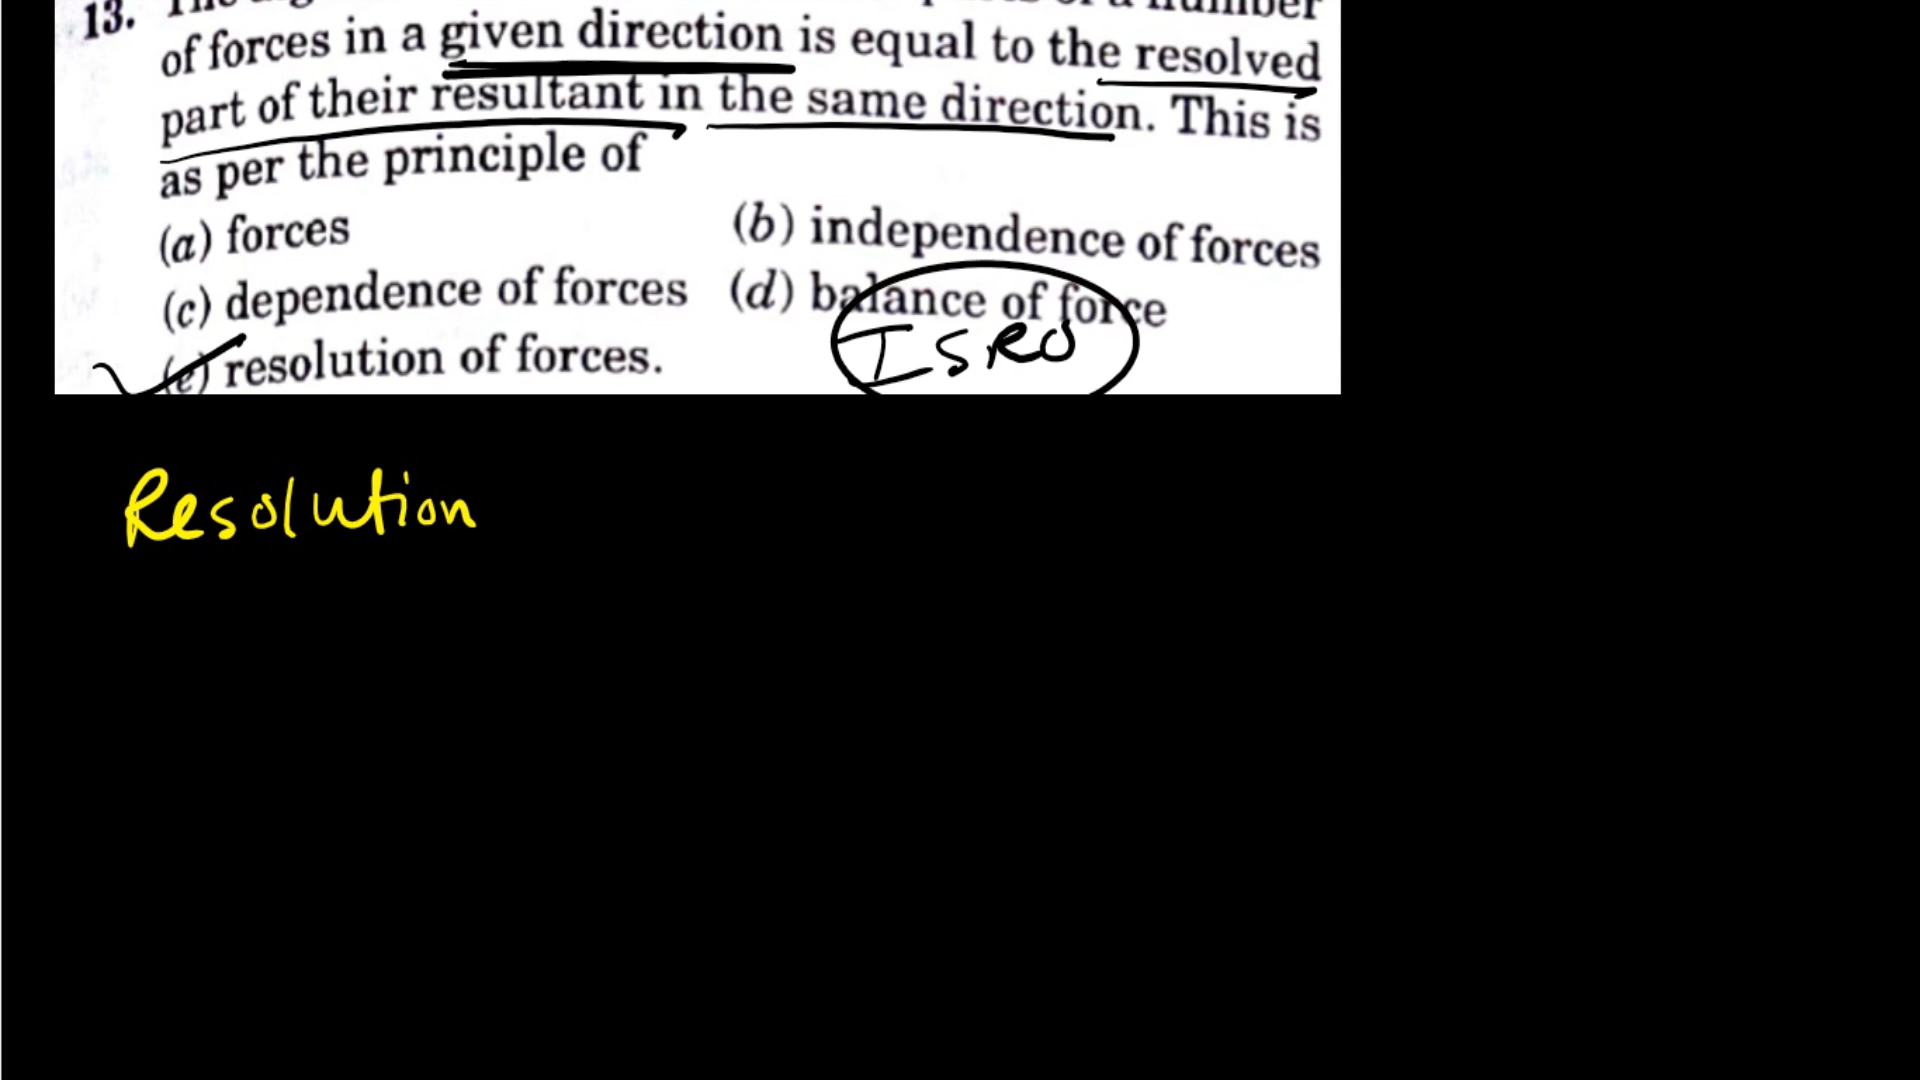 13.
of forces in a given direction is equal to the resolved
part of their resultant in the same direction. This is
as per the principle of
(a) forces (b) independence of forces
(c) dependence of forces (d) balance of force
(e) resolution of forces.
ISRO
Resolution